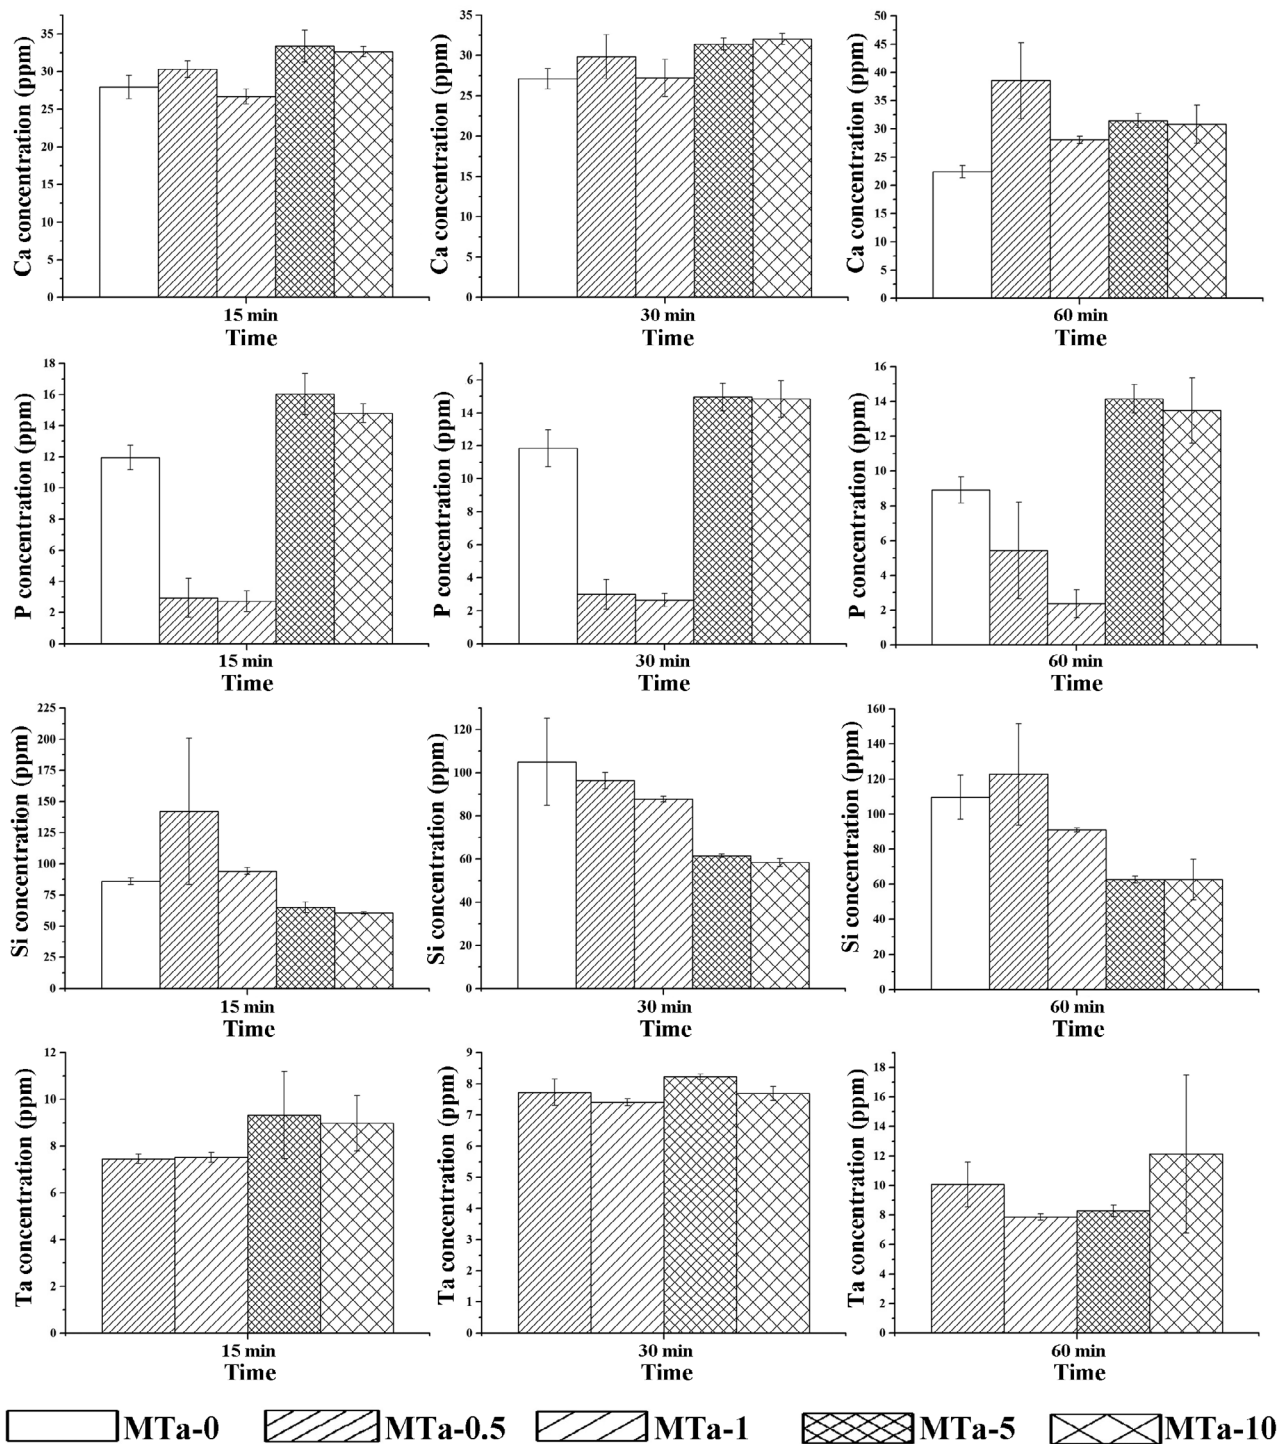 Ca concentration (ppm)
35
30
25
20
15
10
5
0
15 min
Time
Ca concentration (ppm)
35
30
25
20
15
10
5
0
30 min
Time
Ca concentration (ppm)
50
45
40
35
30
25
20
15
10
5
0
60 min
Time
P concentration (ppm)
18
16
14
12
10
8
6
4
2
0
15 min
Time
P concentration (ppm)
6
14
12
10
8
6
4
2
0
30 min
Time
P concentration (ppm)
16
14
12
10
8
6
4
2
0
60 min
Time
Si concentration (ppm)
225
200
175
150
125
100
75
50
25
0
15 min
Time
Si concentration (ppm)
120
100
80
60
40
20
0
30 min
Time
Si concentration (ppm)
160
140
120
100
80
60
40
20
0
60 min
Time
Ta concentration (ppm)
12
10
8
6
4
2
0
15 min
Time
Ta concentration (ppm)
9
8
7
6
5
4
3
2
1
0
30 min
Time
Ta concentration (ppm)
18
16
14
12
10
8
6
4
2
0
60 min
Time
MTa-0 MTa-0.5 MTa-1 MTa-5 MTa-10